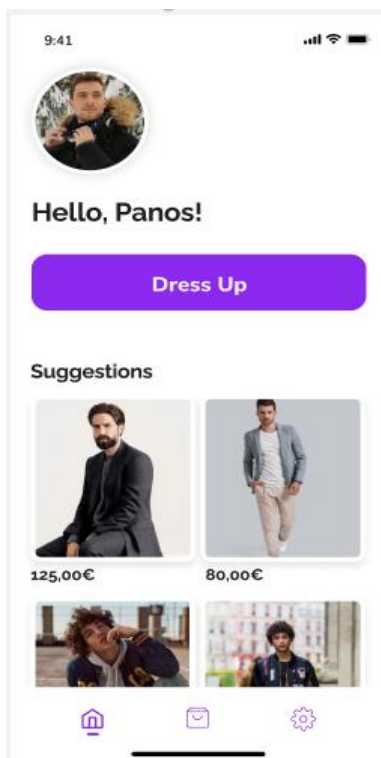 9:41
Hello, Panos!
Dress Up
Suggestions
125,00€
80,00€